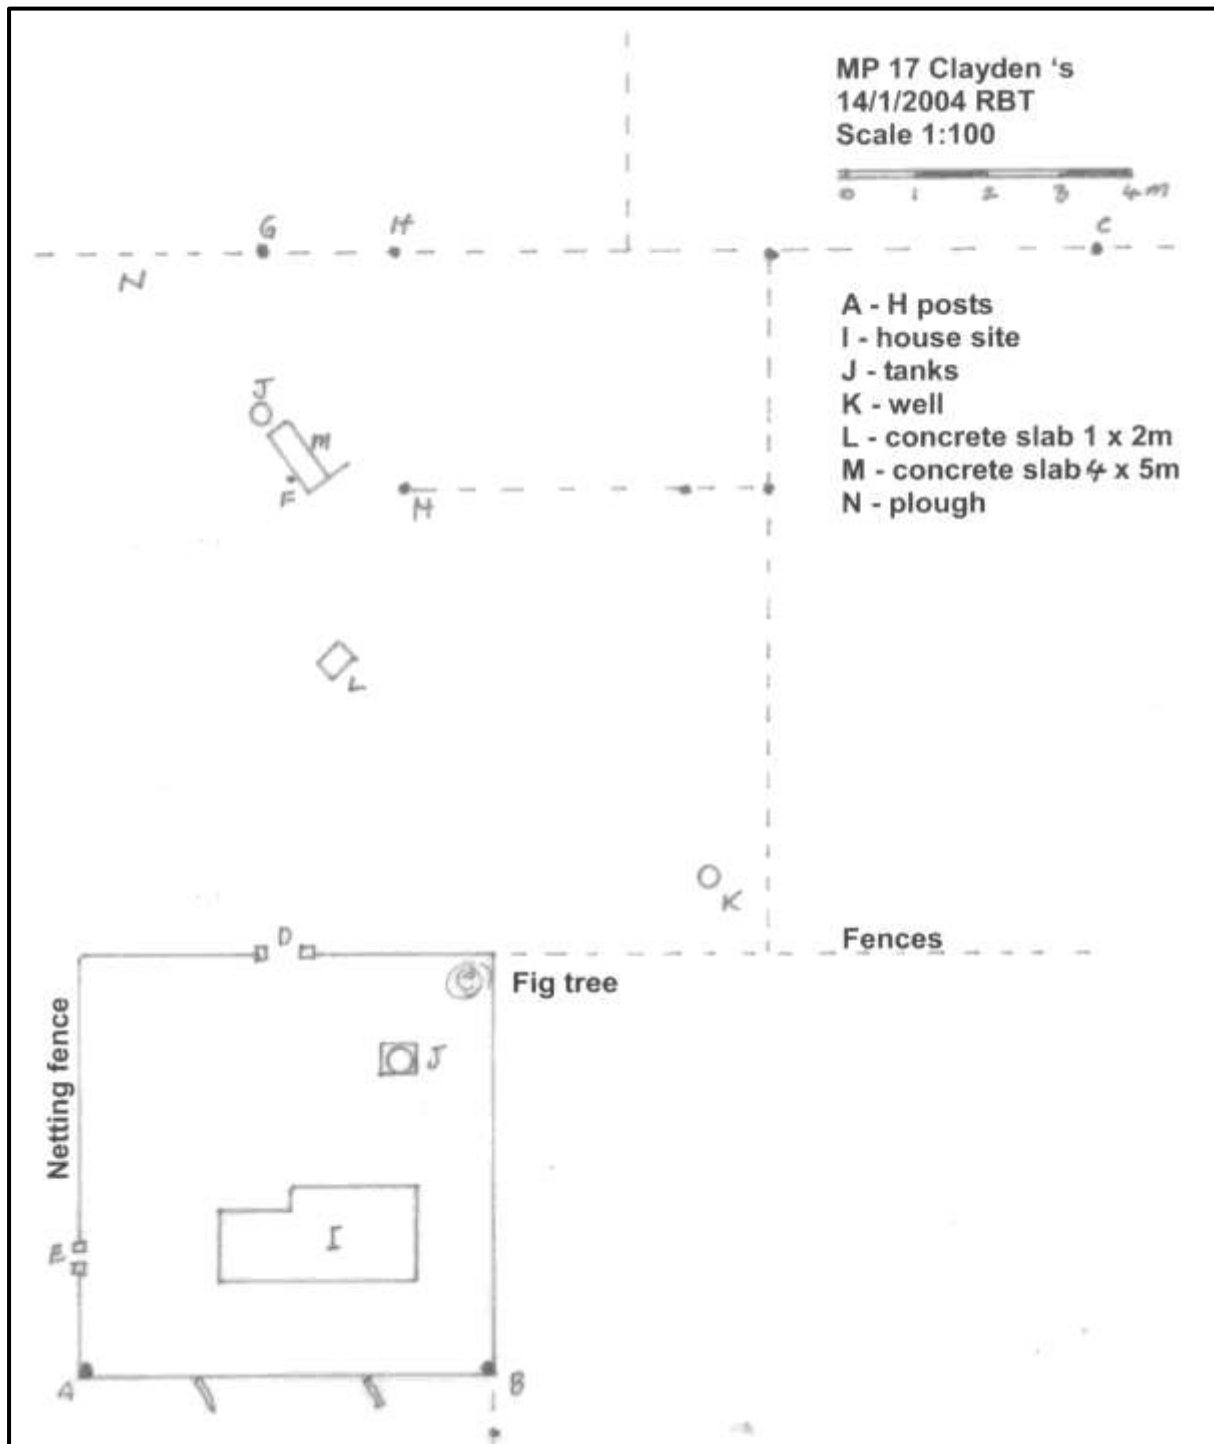 MP 17 Clayden 's
14/1/2004 RBT
Scale 1:100
0 1 2 3 4m
G H C
N
A - H posts
I - house site
J - tanks
K - well
L - concrete slab 1 x 2m
M - concrete slab 4 x 5m
N - plough
J
M
F
H
L
K
D
Fences
Fig tree
Netting fence
J
I
E
A
B